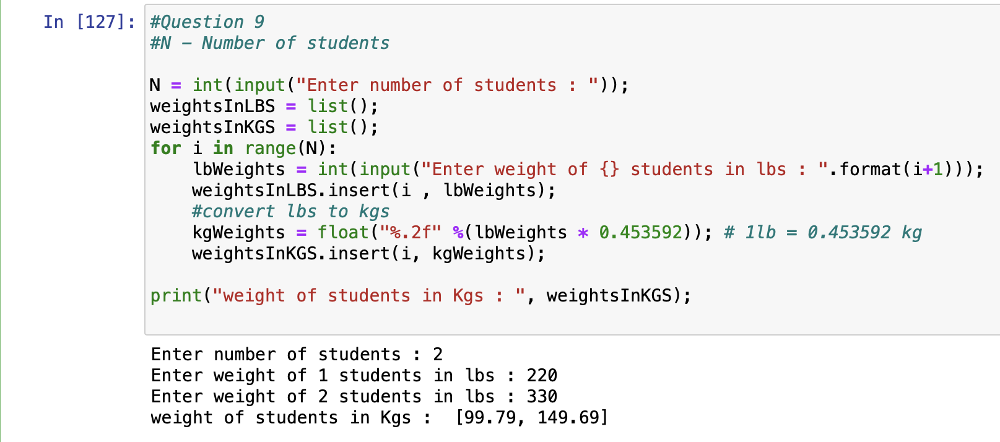 In [127]: #Question 9
#N - Number of students
N = int(input("Enter number of students : "));
weightsInLBS = list();
weightsInKGS = list();
for i in range(N):
    lbWeights = int(input("Enter weight of {} students in lbs : ".format(i+1)));
    weightsInLBS.insert(i , lbWeights);
    #convert lbs to kgs
    kgWeights = float("%.2f" %(lbWeights * 0.453592)); # 1lb = 0.453592 kg
    weightsInKGS.insert(i, kgWeights);
print("weight of students in Kgs : ", weightsInKGS);
Enter number of students : 2
Enter weight of 1 students in lbs : 220
Enter weight of 2 students in lbs : 330
weight of students in Kgs :  [99.79, 149.69]